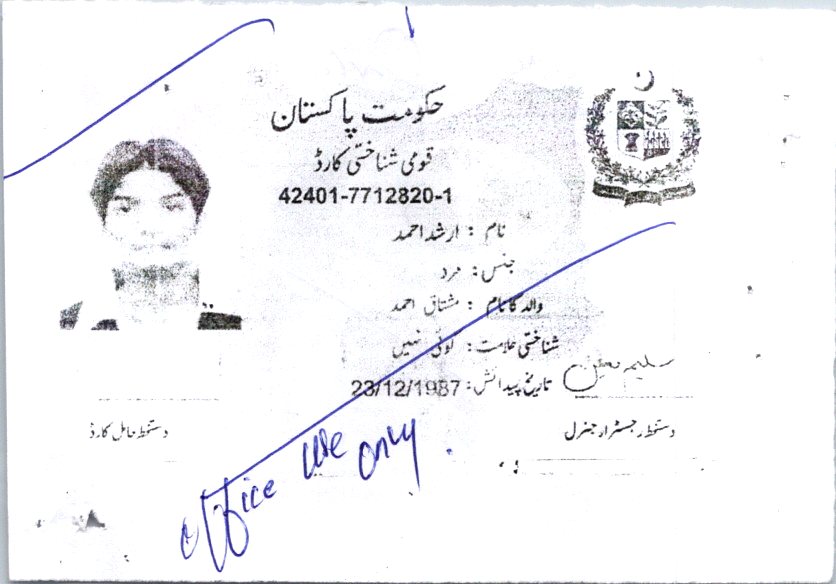 حکومت پاکستان
قومی شناختی کارڈ
42401-7712820-1
نام : ارشد احمد
جنس: مرد
والد کا نام : مشتاق احمد
شناختی علامت: کوئی نہیں
تاریخ پیدائش: 23/12/1987
دستخط رجسٹرار جنرل
دستخط حامل کارڈ
office use only.